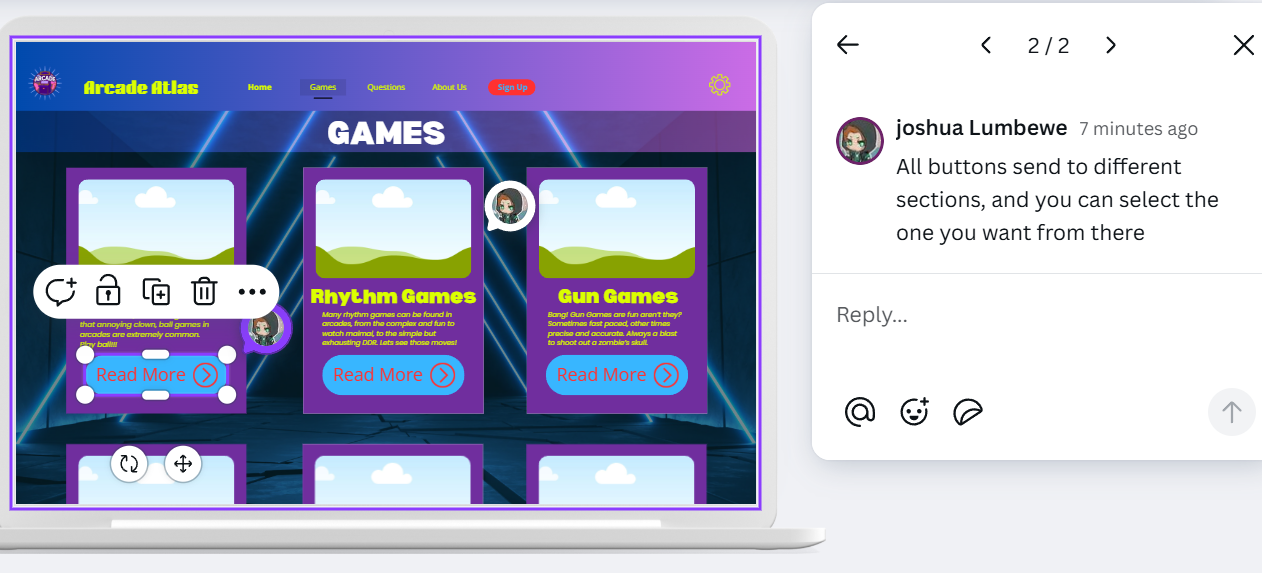 ARCADE
Arcade Atlas
Home
Games
Questions
About Us
Sign Up
GAMES
that annoying clown, ball games in
arcades are extremely common.
Play ball!!!
Read More
Rhythm Games
Many rhythm games can be found in
arcades, from the complex and fun to
watch maimai, to the simple but
exhausting DDR. Lets see those moves!
Read More
Gun Games
Bang! Gun Games are fun aren't they?
Sometimes fast paced, other times
precise and accurate. Always a blast
to shoot out a zombie's skull.
Read More
2 / 2
joshua Lumbewe 7 minutes ago
All buttons send to different
sections, and you can select the
one you want from there
Reply...